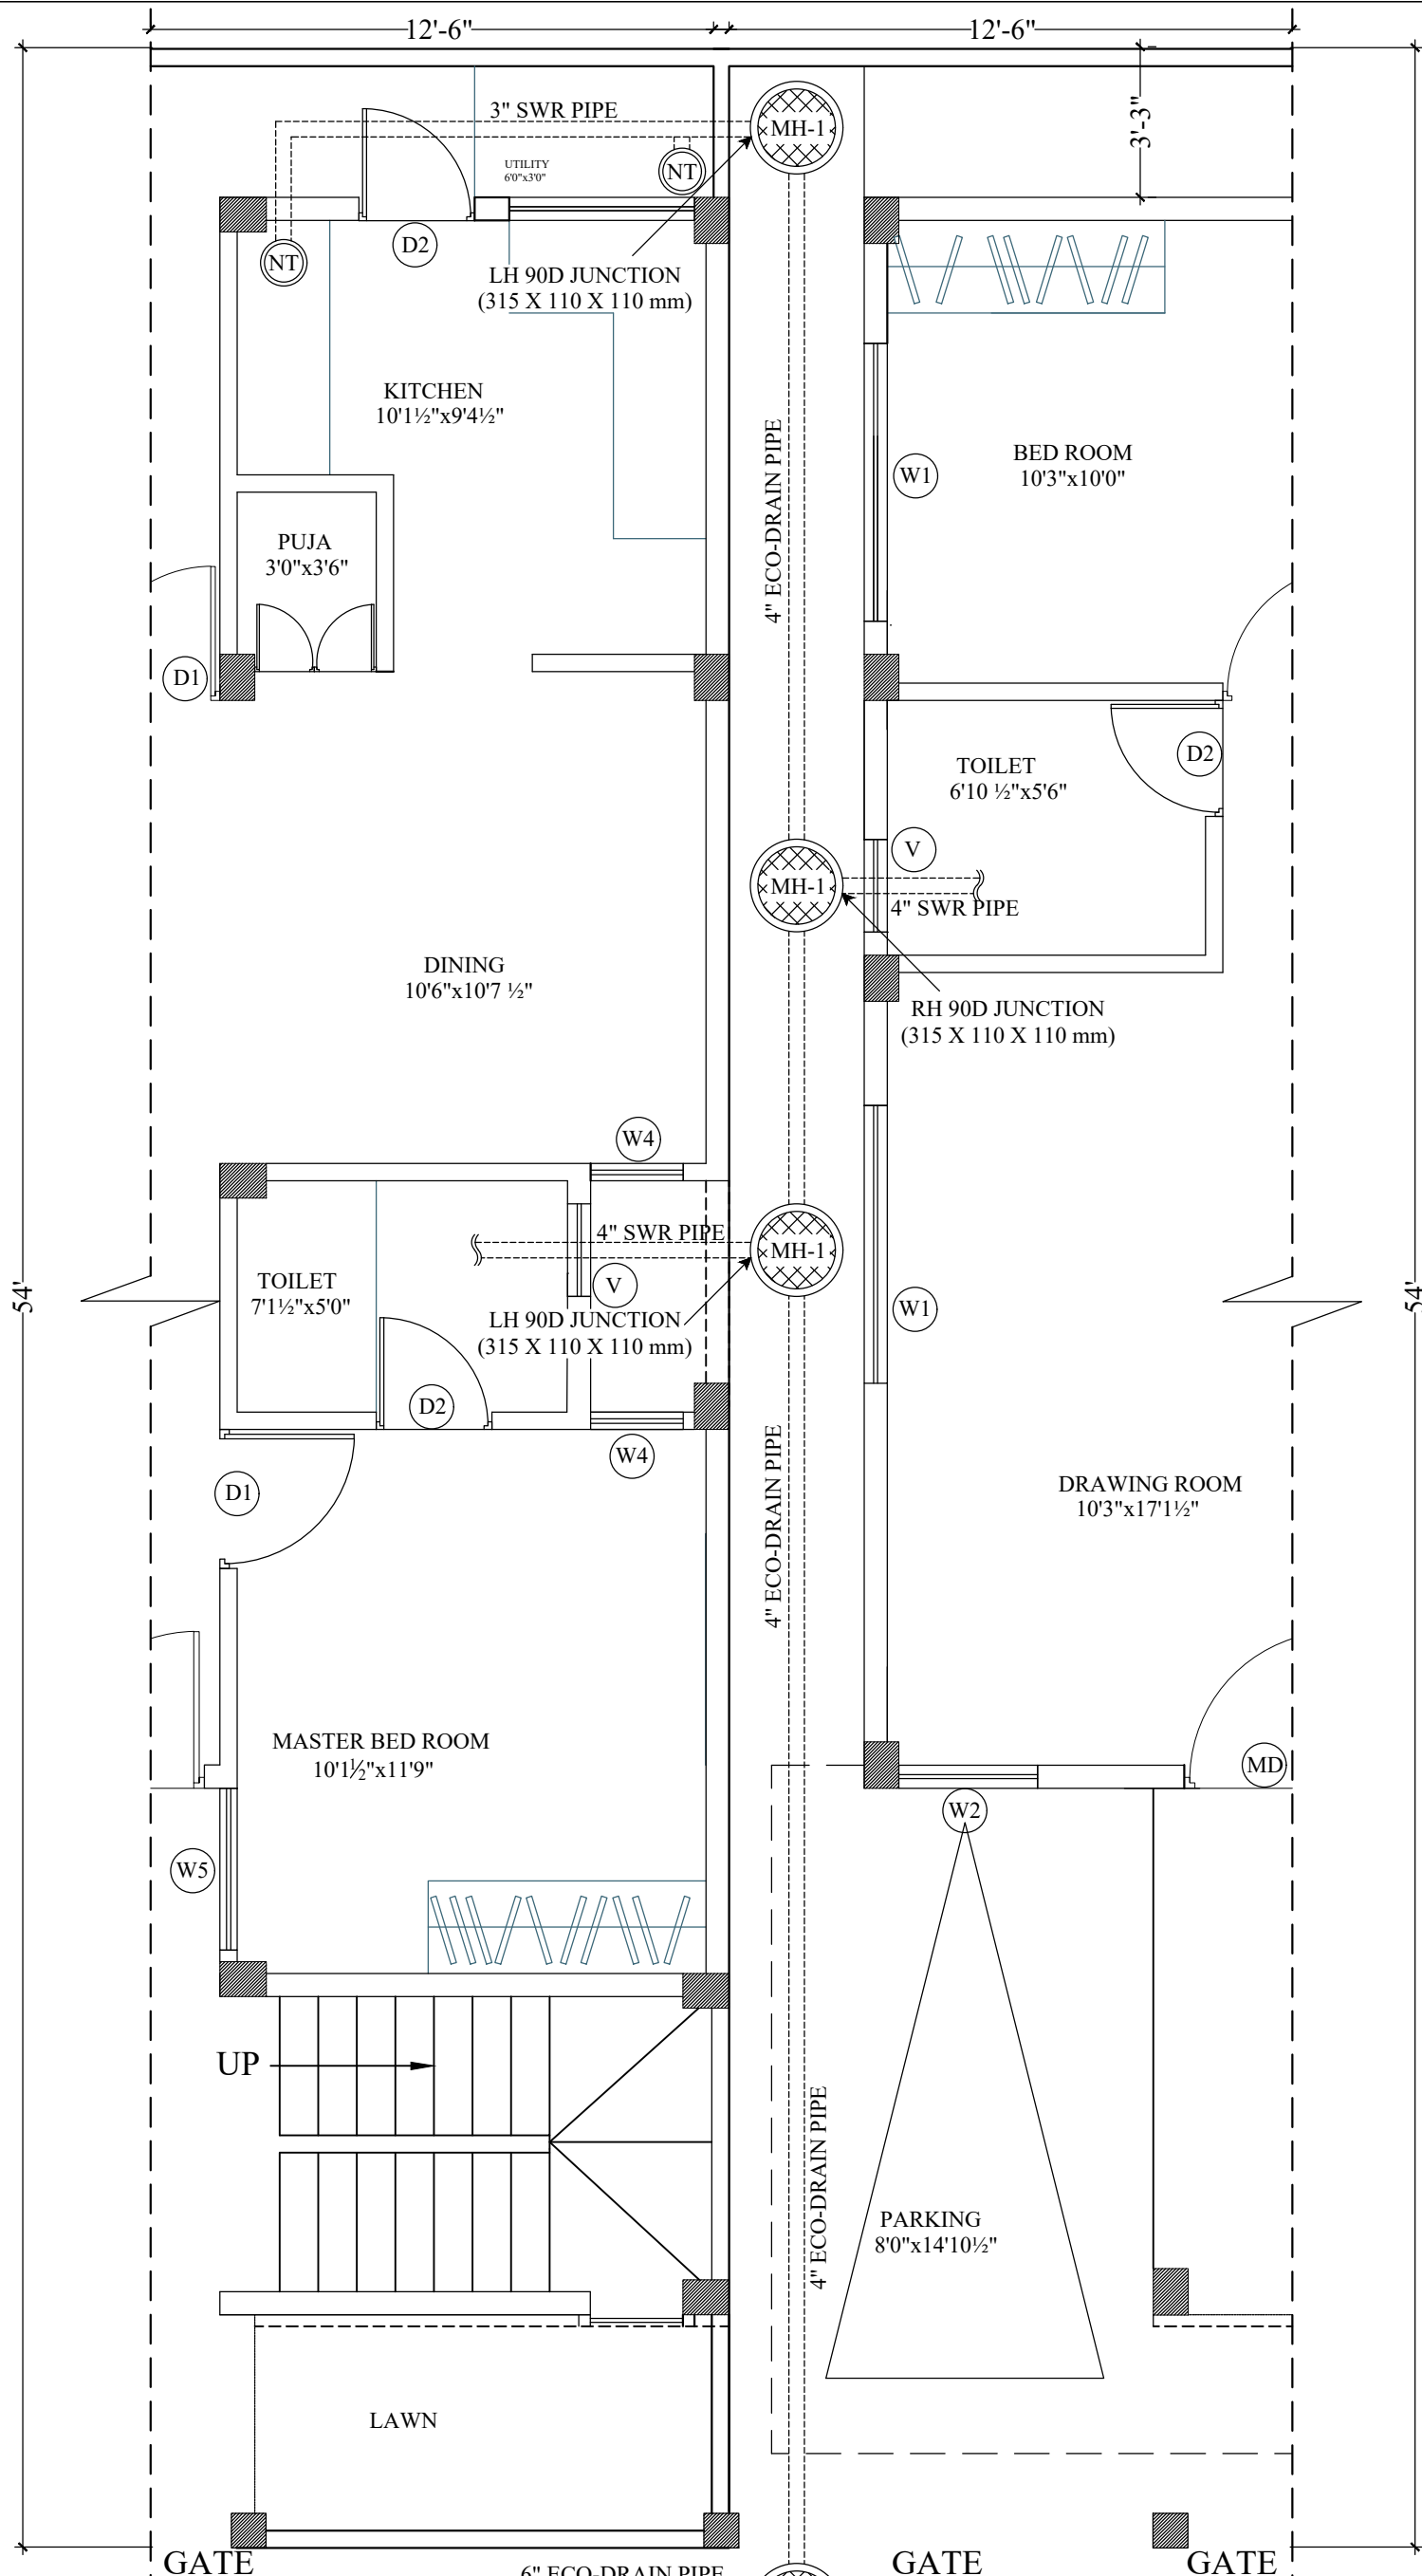 12'-6"
12'-6"
3'-3"
3" SWR PIPE
MH-1
UTILITY
6'0"x3'0"
NT
NT
D2
LH 90D JUNCTION
(315 X 110 X 110 mm)
KITCHEN
10'1½"x9'4½"
4" ECO-DRAIN PIPE
W1
BED ROOM
10'3"x10'0"
PUJA
3'0"x3'6"
D1
D2
TOILET
6'10 ½"x5'6"
V
MH-1
4" SWR PIPE
DINING
10'6"x10'7 ½"
RH 90D JUNCTION
(315 X 110 X 110 mm)
W4
4" SWR PIPE
MH-1
TOILET
7'1½"x5'0"
V
54'
54'
W1
LH 90D JUNCTION
(315 X 110 X 110 mm)
D2
W4
D1
4" ECO-DRAIN PIPE
DRAWING ROOM
10'3"x17'1½"
MASTER BED ROOM
10'1½"x11'9"
MD
W2
W5
UP
4" ECO-DRAIN PIPE
PARKING
8'0"x14'10½"
LAWN
GATE
6" ECO-DRAIN PIPE
GATE
GATE